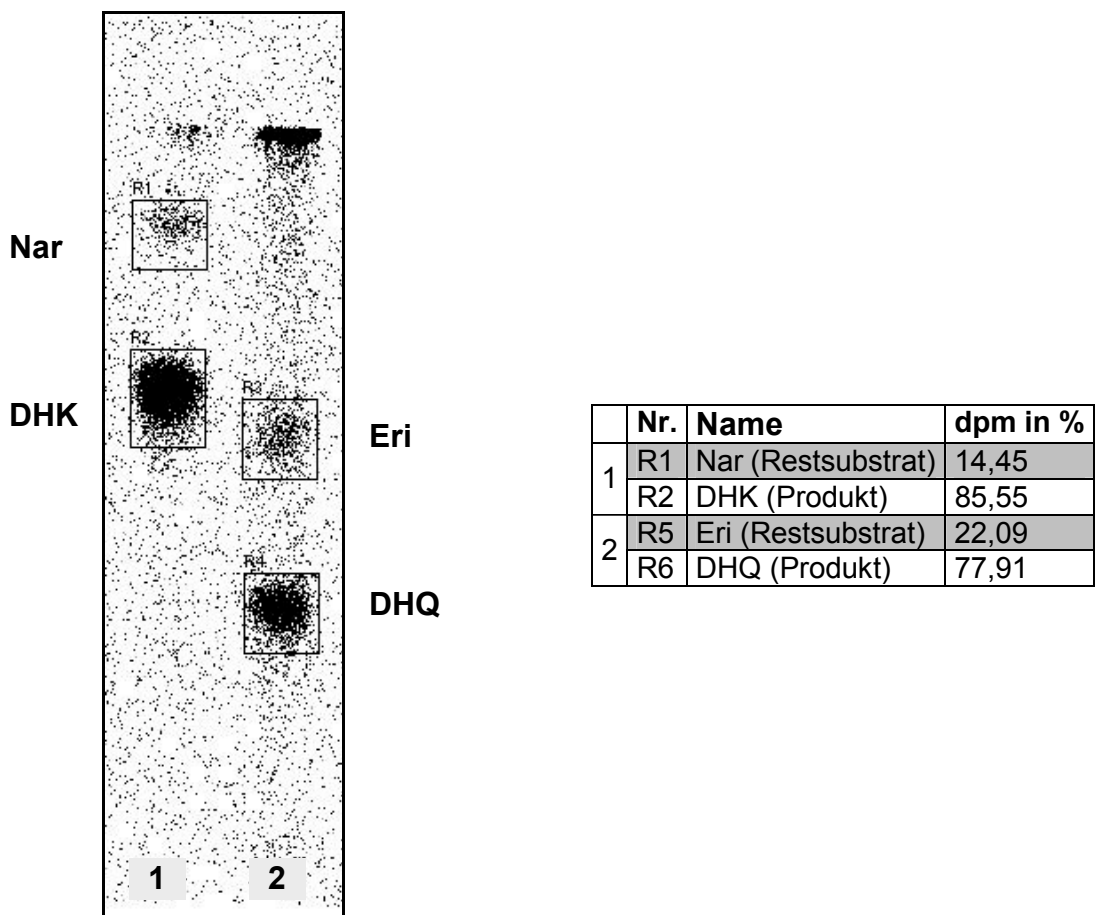 R1
Nar
R2
DHK
R3
Eri
R4
DHQ
1 2
Nr. Name dpm in %
1 R1 Nar (Restsubstrat) 14,45
R2 DHK (Produkt) 85,55
2 R5 Eri (Restsubstrat) 22,09
R6 DHQ (Produkt) 77,91